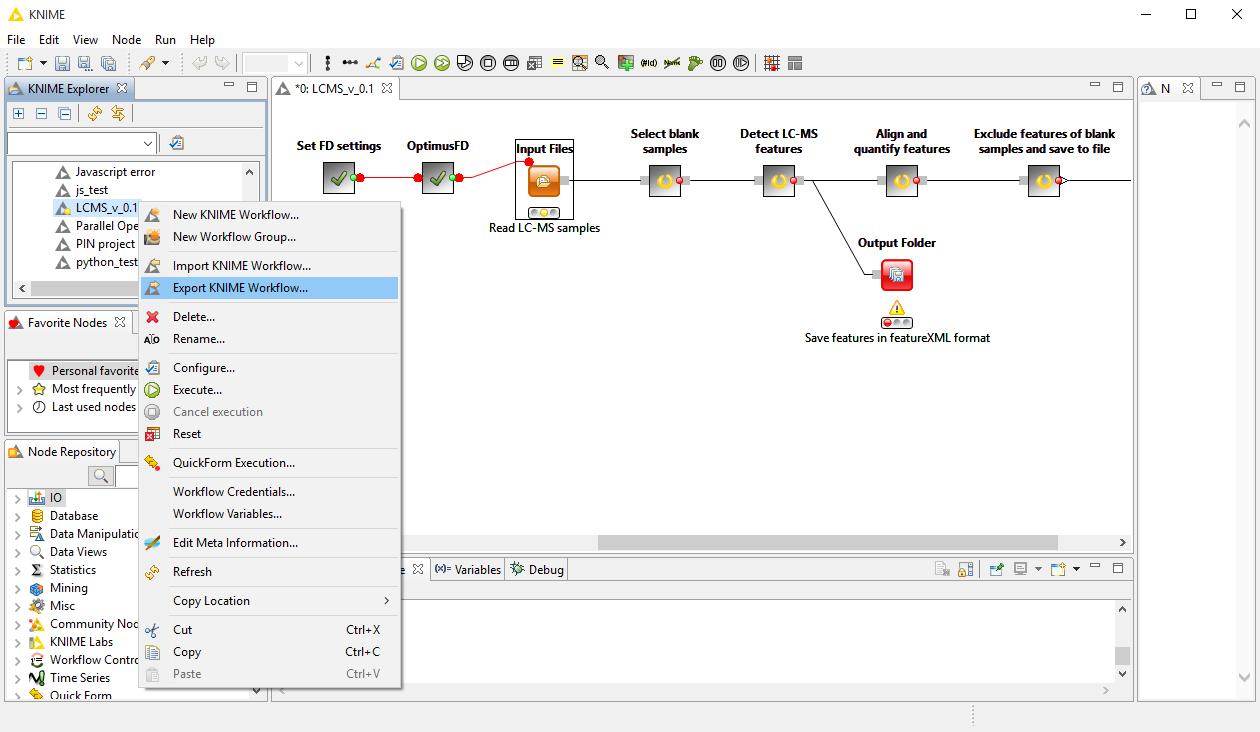 KNIME
File Edit View Node Run Help
(#id)
KNIME Explorer
*0: LCMS_v_0.1
N
Javascript error
js_test
LCMS_v_0.1
Parallel Ope
PIN project
python_test
New KNIME Workflow...
New Workflow Group...
Import KNIME Workflow...
Export KNIME Workflow...
Delete...
Rename...
Configure...
Execute...
Cancel execution
Reset
QuickForm Execution...
Workflow Credentials...
Workflow Variables...
Edit Meta Information...
Refresh
Copy Location
Cut Ctrl+X
Copy Ctrl+C
Paste Ctrl+V
Favorite Nodes
Personal favorite
Most frequently
Last used nodes
Node Repository
IO
Database
Data Manipulatio
Data Views
Statistics
Mining
Misc
Community Nod
KNIME Labs
Workflow Contro
Time Series
Quick Form
Set FD settings
OptimusFD
Input Files
Read LC-MS samples
Select blank
samples
Detect LC-MS
features
Align and
quantify features
Exclude features of blank
samples and save to file
Output Folder
Save features in featureXML format
e
(x)= Variables
Debug